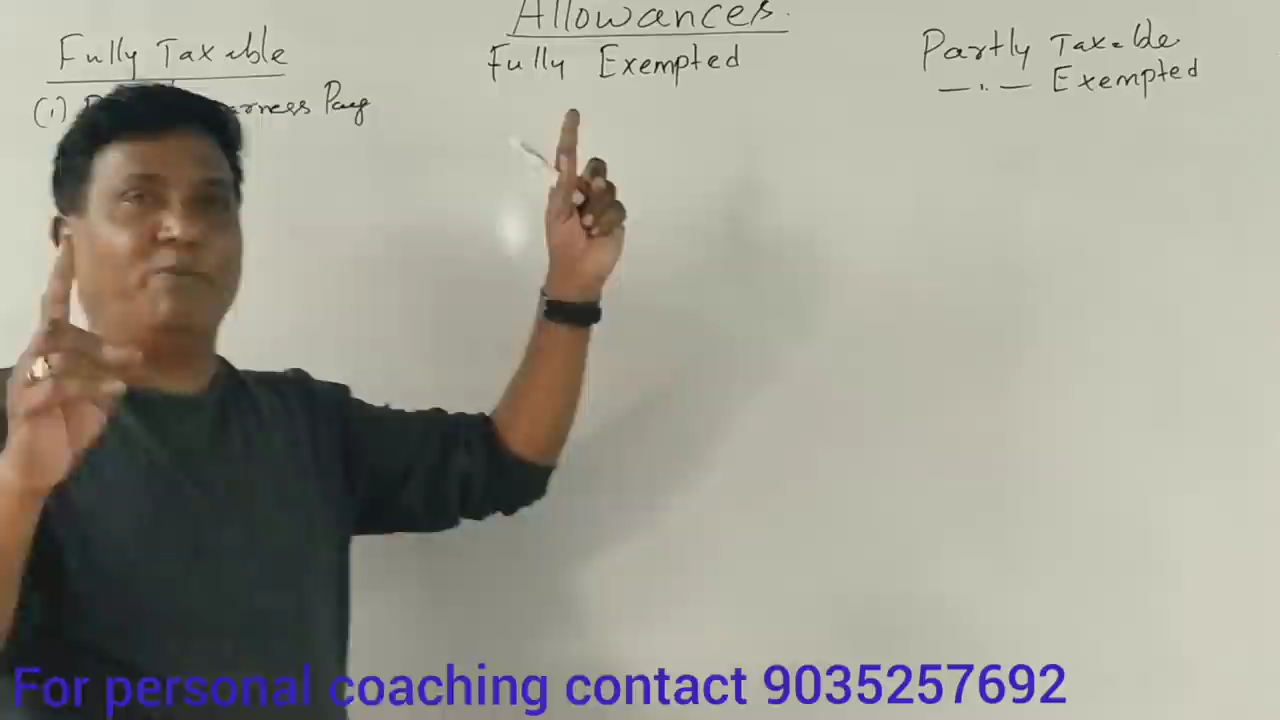 Allowances.
Fully Taxable
Fully Exempted
Partly Taxable
—"— Exempted
(1) Pay
For personal coaching contact 9035257692